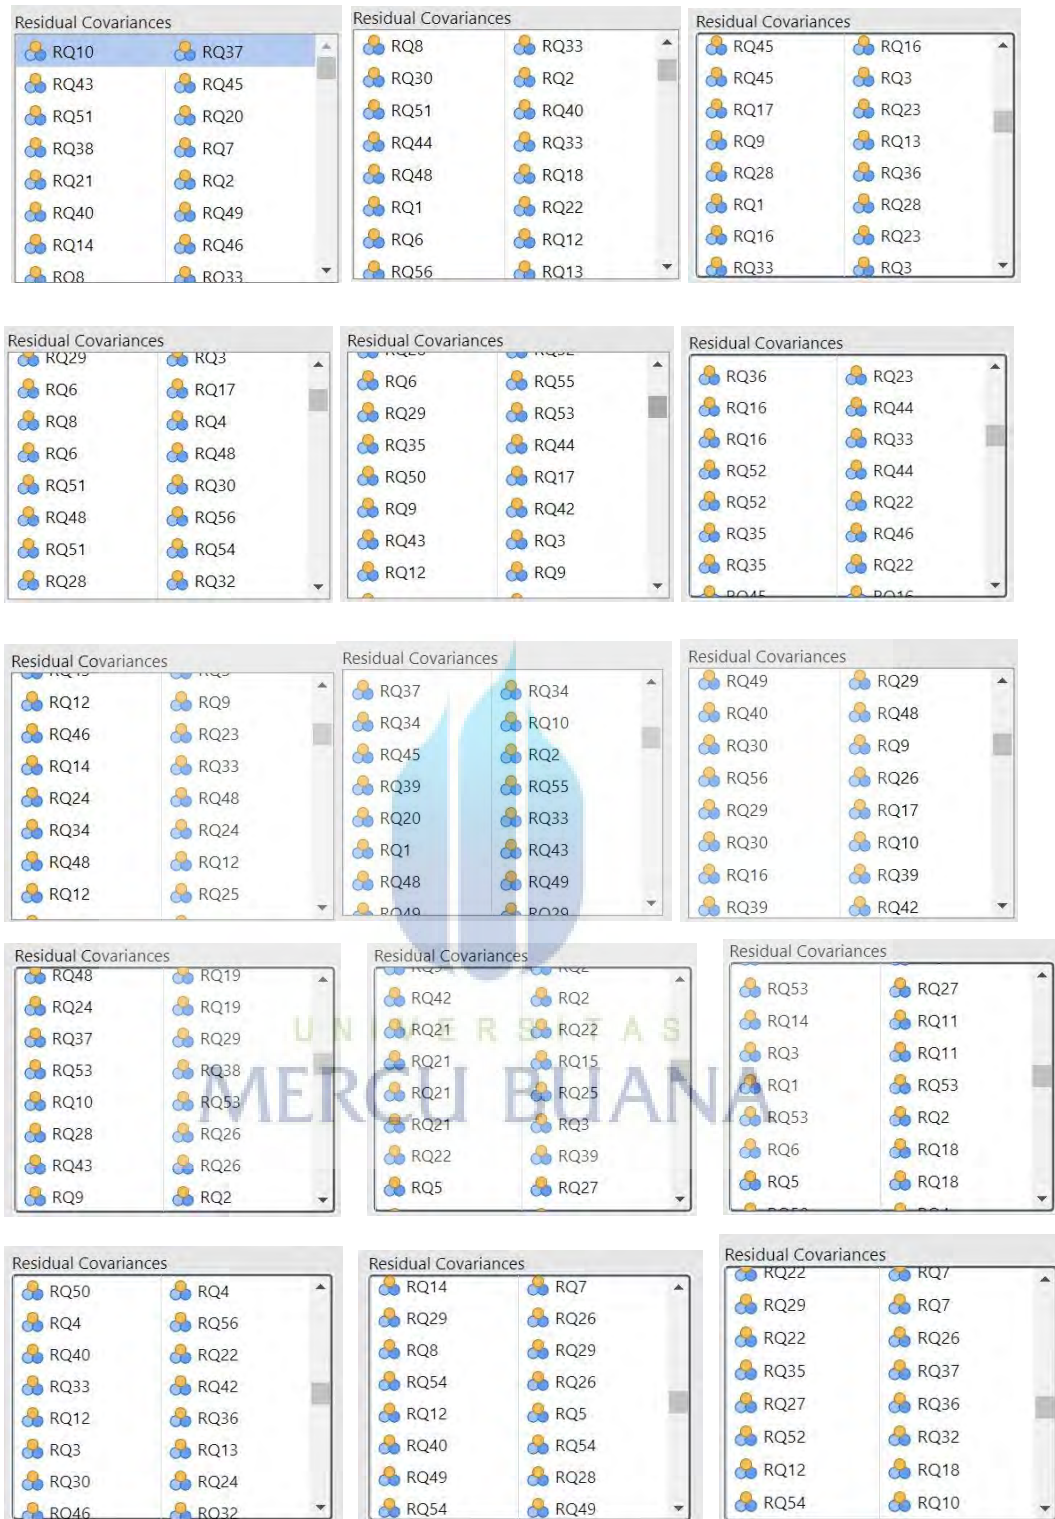 Residual Covariances
RQ10 RQ37
RQ43 RQ45
RQ51 RQ20
RQ38 RQ7
RQ21 RQ2
RQ40 RQ49
RQ14 RQ46
RQ8 RQ33
Residual Covariances
RQ8 RQ33
RQ30 RQ2
RQ51 RQ40
RQ44 RQ33
RQ48 RQ18
RQ1 RQ22
RQ6 RQ12
RQ56 RQ13
Residual Covariances
RQ45 RQ16
RQ45 RQ3
RQ17 RQ23
RQ9 RQ13
RQ28 RQ36
RQ1 RQ28
RQ16 RQ23
RQ33 RQ3
Residual Covariances
RQ29 RQ3
RQ6 RQ17
RQ8 RQ4
RQ6 RQ48
RQ51 RQ30
RQ48 RQ56
RQ51 RQ54
RQ28 RQ32
Residual Covariances
RQ28 RQ32
RQ6 RQ55
RQ29 RQ53
RQ35 RQ44
RQ50 RQ17
RQ9 RQ42
RQ43 RQ3
RQ12 RQ9
Residual Covariances
RQ36 RQ23
RQ16 RQ44
RQ16 RQ33
RQ52 RQ44
RQ52 RQ22
RQ35 RQ46
RQ35 RQ22
RQ45 RQ16
Residual Covariances
RQ12 RQ9
RQ46 RQ23
RQ14 RQ33
RQ24 RQ48
RQ34 RQ24
RQ48 RQ12
RQ12 RQ25
Residual Covariances
RQ37 RQ34
RQ34 RQ10
RQ45 RQ2
RQ39 RQ55
RQ20 RQ33
RQ1 RQ43
RQ48 RQ49
RQ49 RQ29
Residual Covariances
RQ49 RQ29
RQ40 RQ48
RQ30 RQ9
RQ56 RQ26
RQ29 RQ17
RQ30 RQ10
RQ16 RQ39
RQ39 RQ42
Residual Covariances
RQ48 RQ19
RQ24 RQ19
RQ37 RQ29
RQ53 RQ38
RQ10 RQ53
RQ28 RQ26
RQ43 RQ26
RQ9 RQ2
Residual Covariances
RQ42 RQ2
RQ21 RQ22
RQ21 RQ15
RQ21 RQ25
RQ21 RQ3
RQ22 RQ39
RQ5 RQ27
Residual Covariances
RQ53 RQ27
RQ14 RQ11
RQ3 RQ11
RQ1 RQ53
RQ53 RQ2
RQ6 RQ18
RQ5 RQ18
RQ50 RQ4
UNIVERSITAS
MERCU BUANA
Residual Covariances
RQ50 RQ4
RQ4 RQ56
RQ40 RQ22
RQ33 RQ42
RQ12 RQ36
RQ3 RQ13
RQ30 RQ24
RQ46 RQ32
Residual Covariances
RQ14 RQ7
RQ29 RQ26
RQ8 RQ29
RQ54 RQ26
RQ12 RQ5
RQ40 RQ54
RQ49 RQ28
RQ54 RQ49
Residual Covariances
RQ22 RQ7
RQ29 RQ7
RQ22 RQ26
RQ35 RQ37
RQ27 RQ36
RQ52 RQ32
RQ12 RQ18
RQ54 RQ10